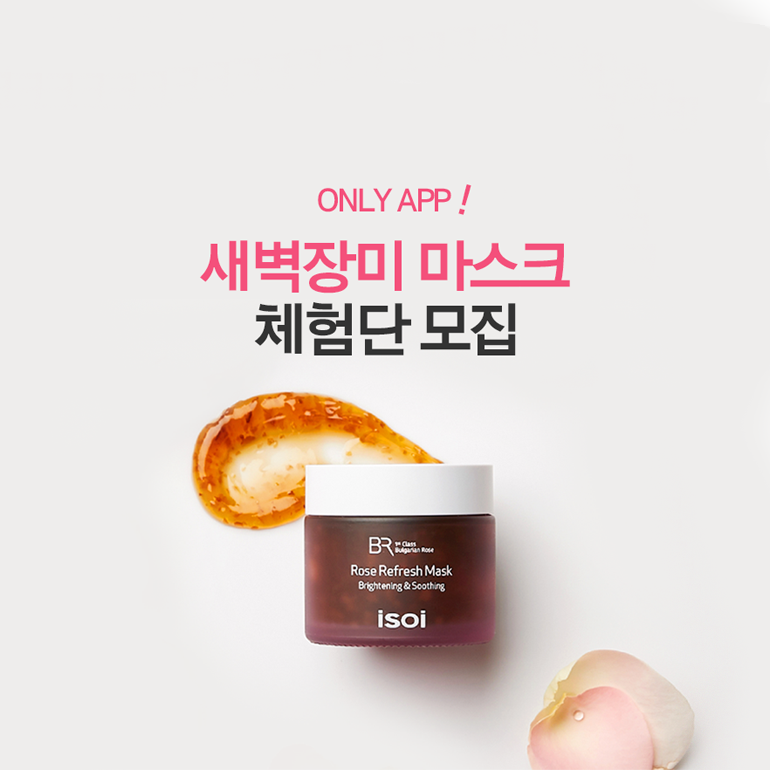 ONLY APP!
새벽장미 마스크
체험단 모집
BR 1st Class
Bulgarian Rose
Rose Refresh Mask
Brightening & Soothing
isoi